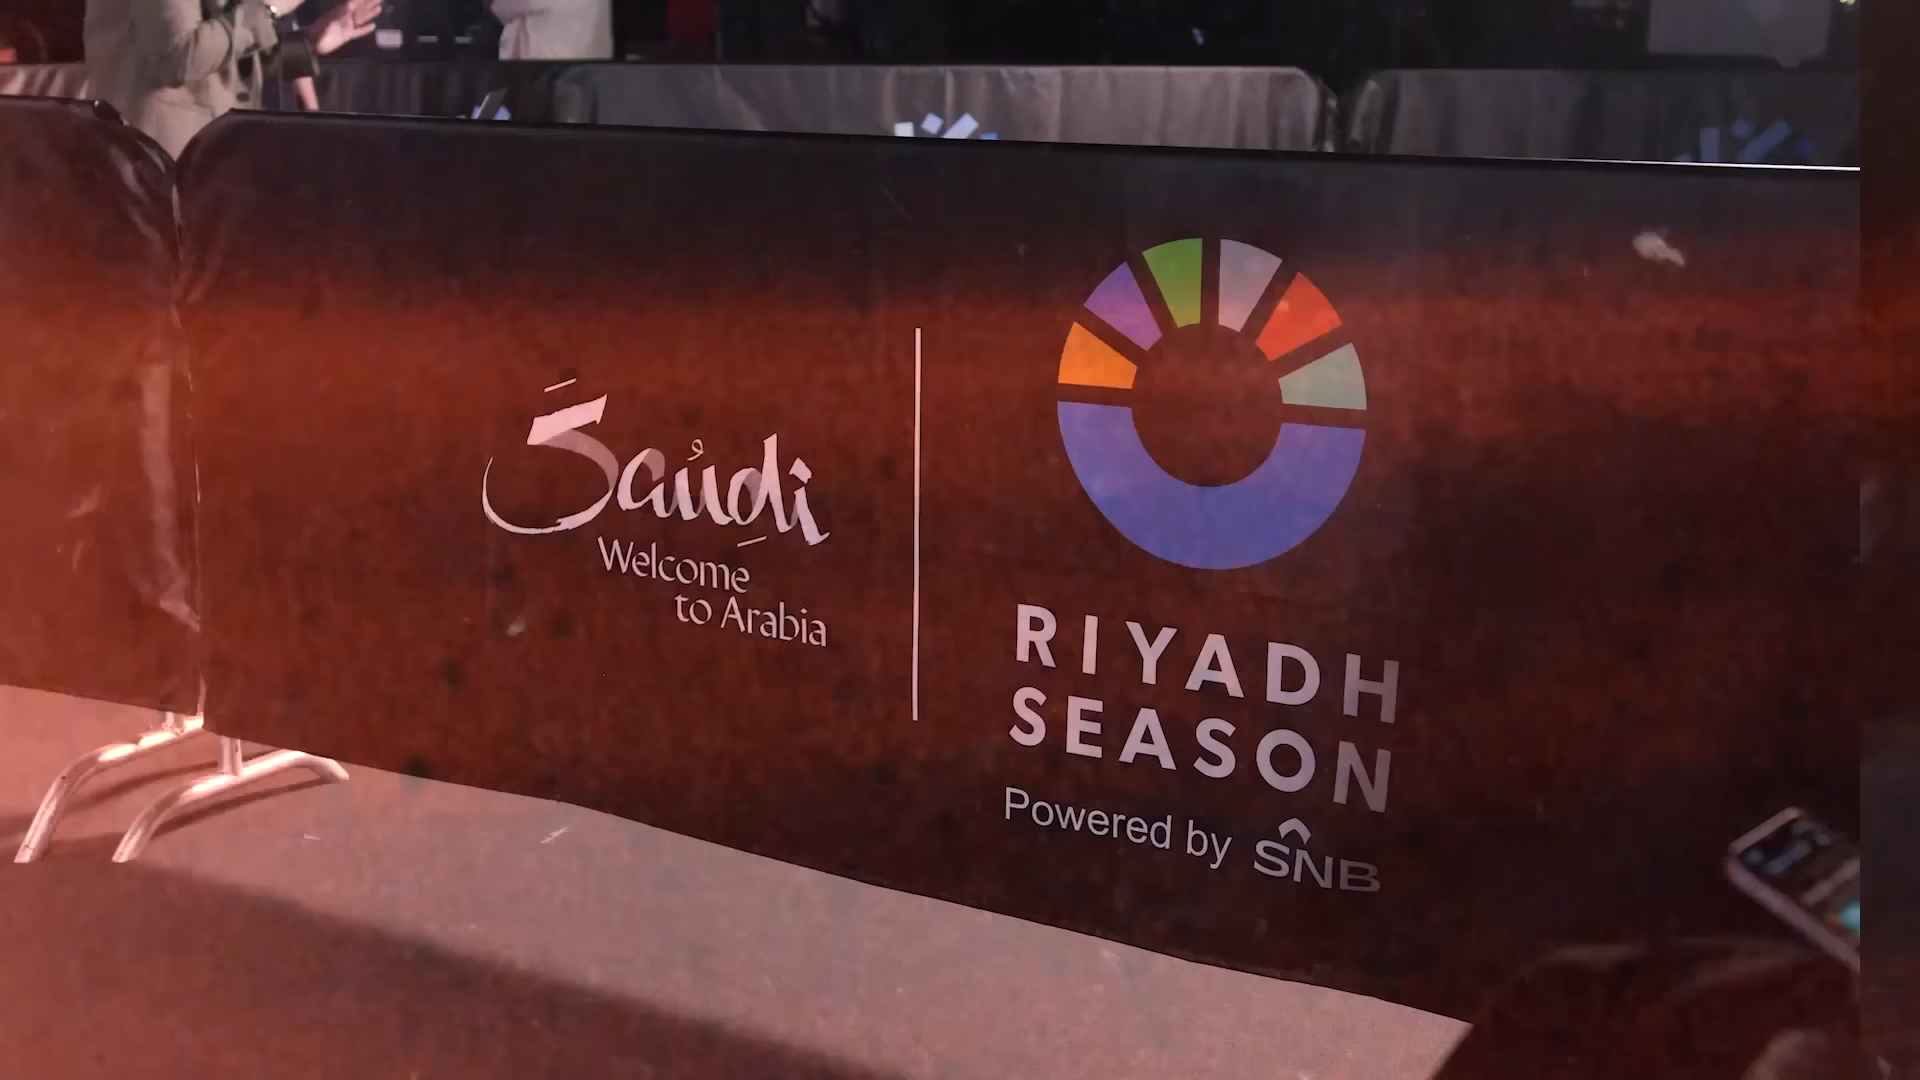 Saudi
Welcome
to Arabia
RIYADH
SEASON
Powered by SNB